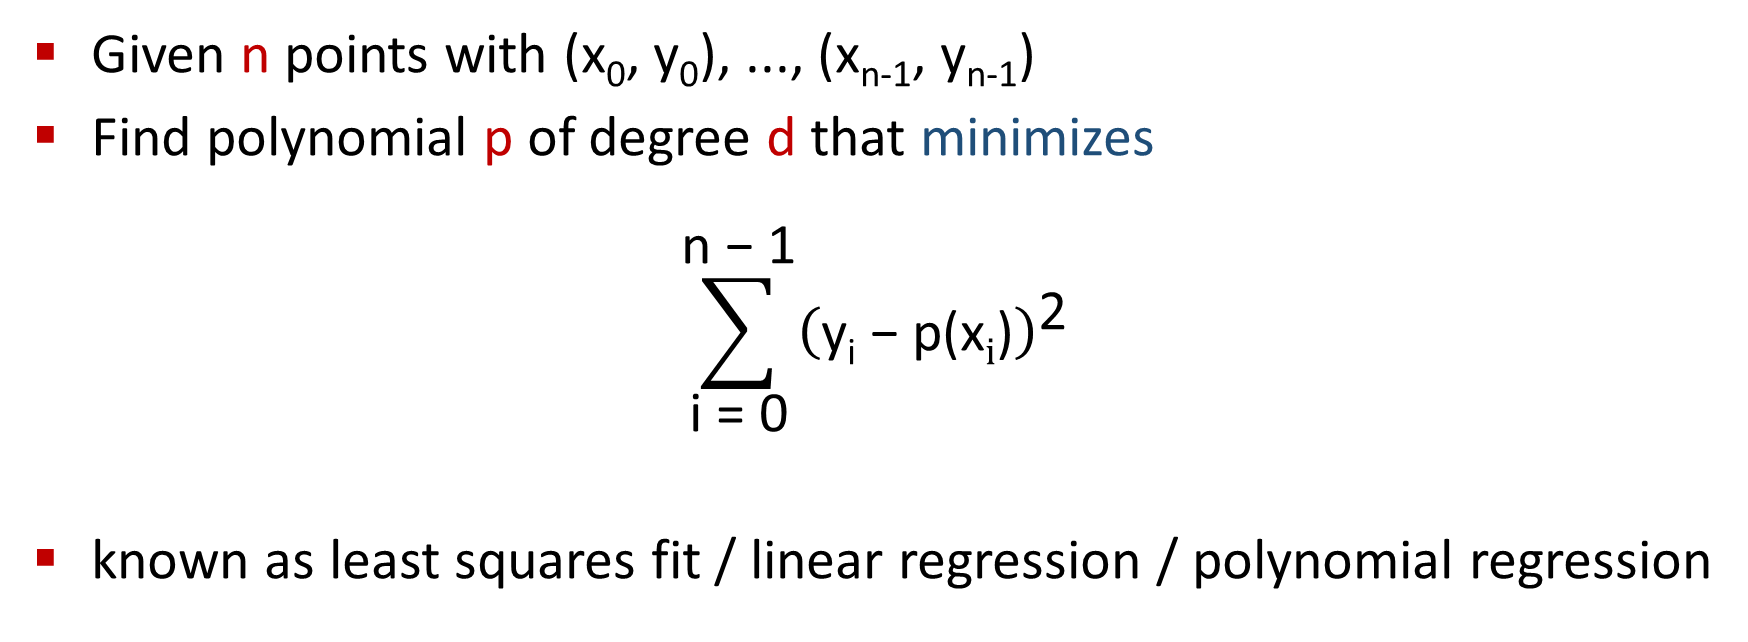 ▪ Given n points with (x₀, y₀), ..., (xₙ₋₁, yₙ₋₁)
▪ Find polynomial p of degree d that minimizes
n − 1
∑ (yᵢ − p(xᵢ))²
i = 0
▪ known as least squares fit / linear regression / polynomial regression